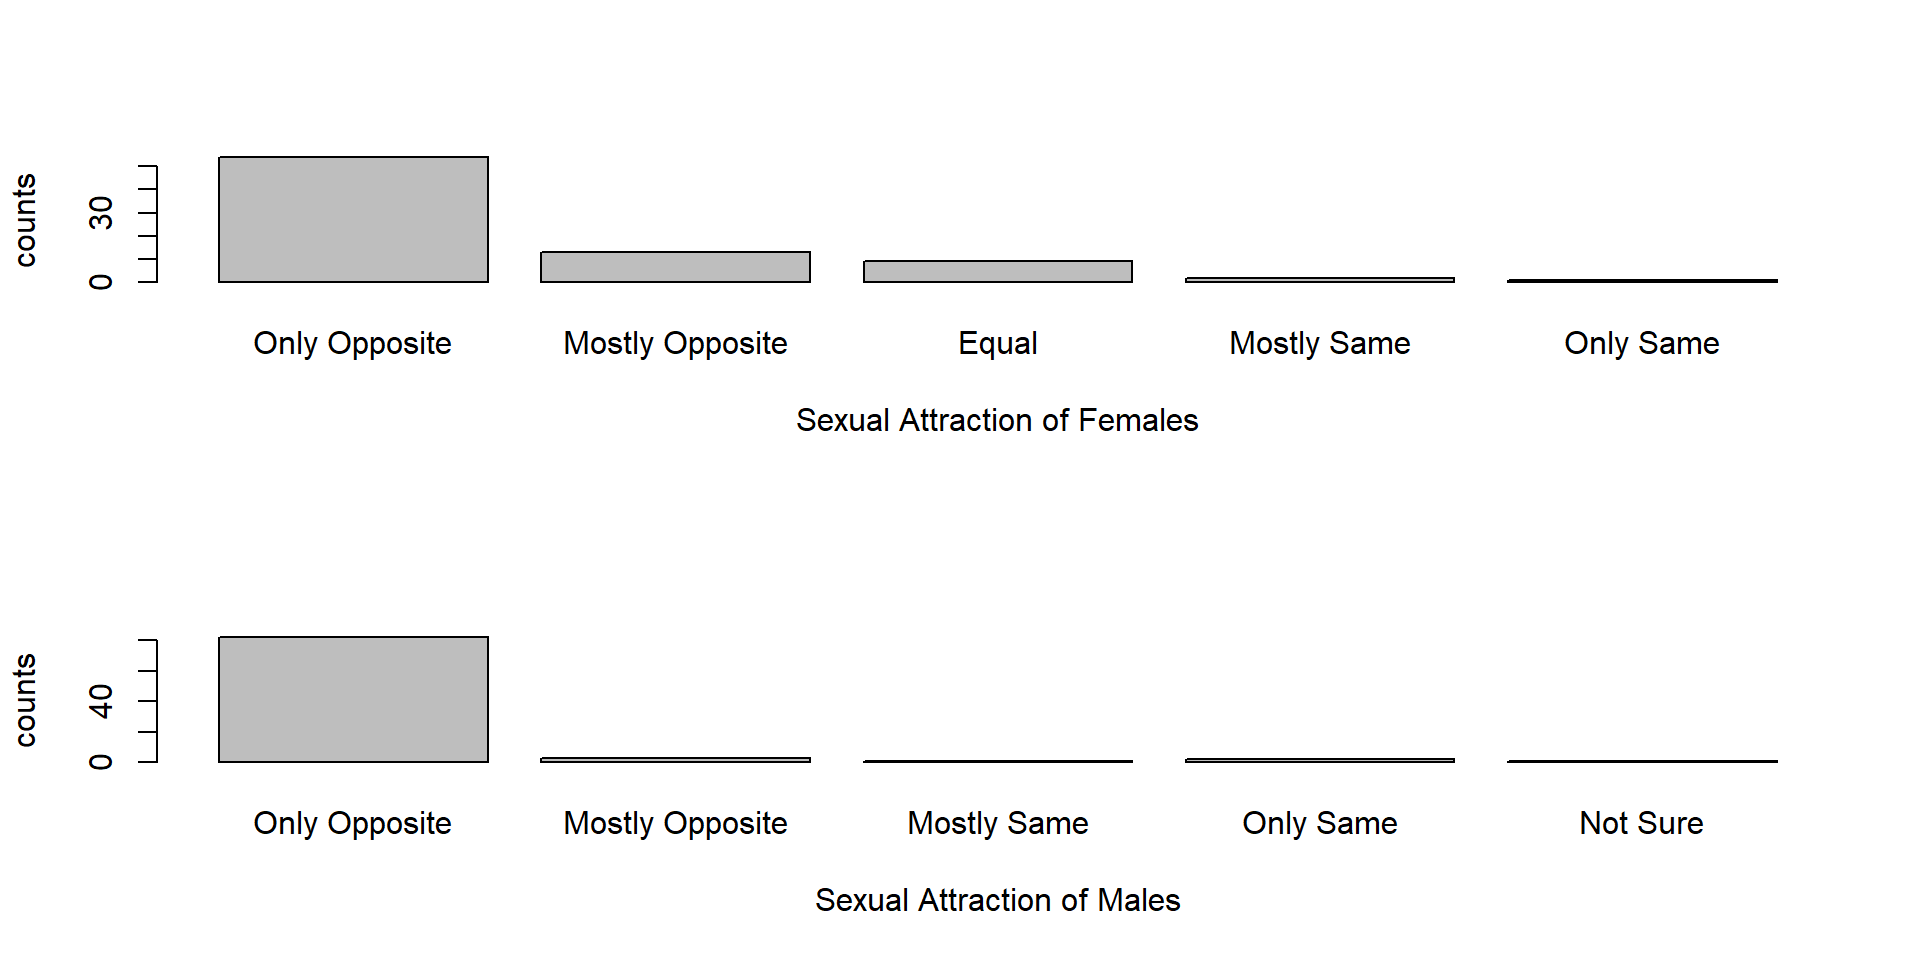 counts
30
0
Only Opposite Mostly Opposite Equal Mostly Same Only Same
Sexual Attraction of Females
counts
40
0
Only Opposite Mostly Opposite Mostly Same Only Same Not Sure
Sexual Attraction of Males